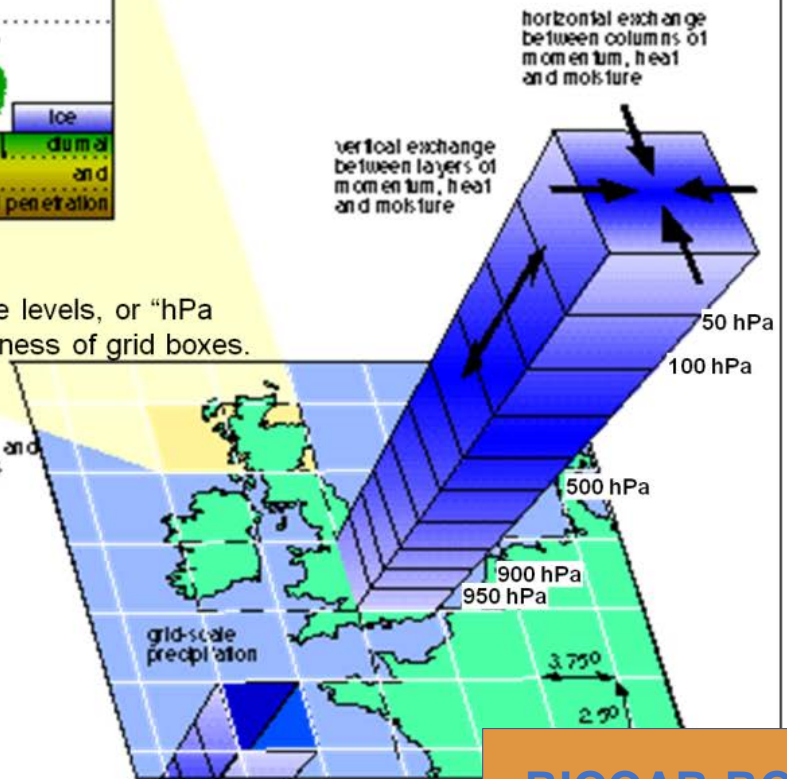 horizontal exchange
between columns of
momentum, heat
and moisture
Ice
diurnal
and
penetration
vertical exchange
between layers of
momentum, heat
and moisture
levels, or “hPa
of grid boxes.
50 hPa
100 hPa
and
500 hPa
900 hPa
950 hPa
grid-scale
precipitation
3.75°
2.5°